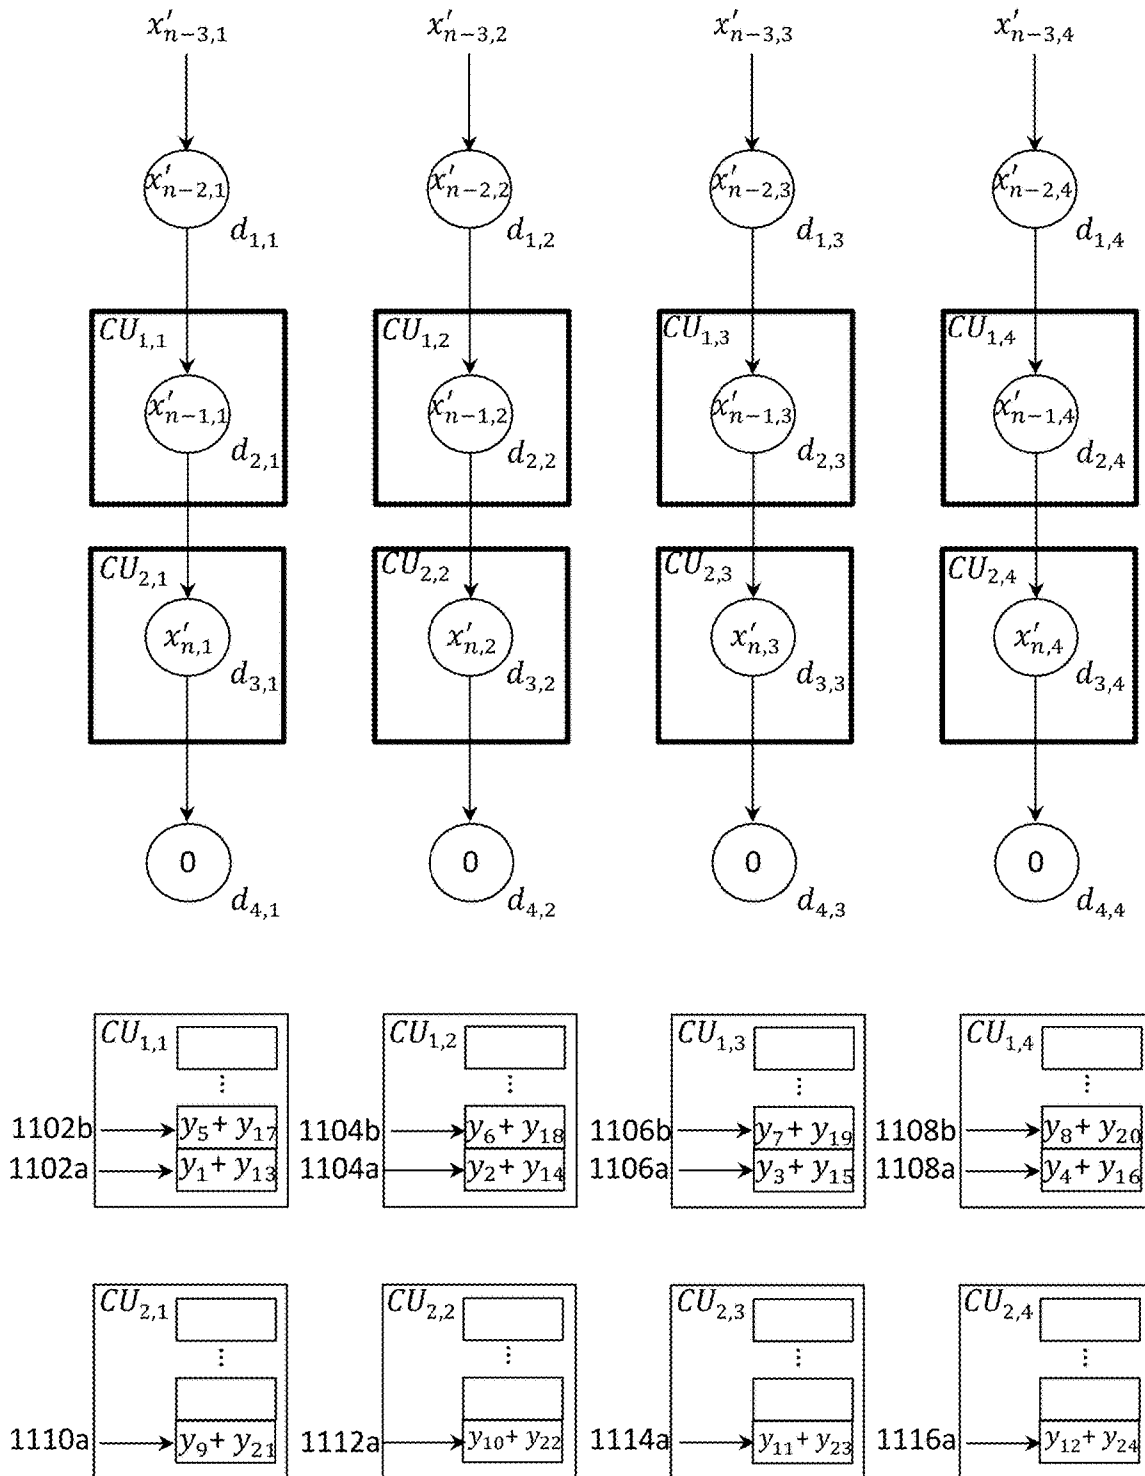 x′ₙ₋₃,₁ x′ₙ₋₃,₂ x′ₙ₋₃,₃ x′ₙ₋₃,₄
x′ₙ₋₂,₁ x′ₙ₋₂,₂ x′ₙ₋₂,₃ x′ₙ₋₂,₄
d₁,₁ d₁,₂ d₁,₃ d₁,₄
CU₁,₁ CU₁,₂ CU₁,₃ CU₁,₄
x′ₙ₋₁,₁ x′ₙ₋₁,₂ x′ₙ₋₁,₃ x′ₙ₋₁,₄
d₂,₁ d₂,₂ d₂,₃ d₂,₄
CU₂,₁ CU₂,₂ CU₂,₃ CU₂,₄
x′ₙ,₁ x′ₙ,₂ x′ₙ,₃ x′ₙ,₄
d₃,₁ d₃,₂ d₃,₃ d₃,₄
0 0 0 0
d₄,₁ d₄,₂ d₄,₃ d₄,₄
CU₁,₁ CU₁,₂ CU₁,₃ CU₁,₄
⋮ ⋮ ⋮ ⋮
1102b y₅ + y₁₇ 1104b y₆ + y₁₈ 1106b y₇ + y₁₉ 1108b y₈ + y₂₀
1102a y₁ + y₁₃ 1104a y₂ + y₁₄ 1106a y₃ + y₁₅ 1108a y₄ + y₁₆
CU₂,₁ CU₂,₂ CU₂,₃ CU₂,₄
⋮ ⋮ ⋮ ⋮
1110a y₉ + y₂₁ 1112a y₁₀ + y₂₂ 1114a y₁₁ + y₂₃ 1116a y₁₂ + y₂₄